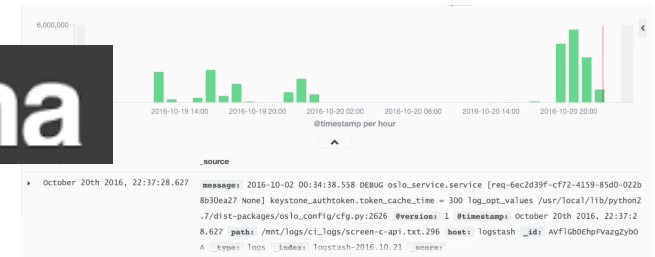 6,000,000
na
2016-10-19 14
2016-10-19 20:00
2016-10-20 02:00
2016-10-20 08:00
2016-10-20 14:00
2016-10-20 20:00
@timestamp per hour
_source
October 20th 2016, 22:37:28.627
message: 2016-10-02 00:34:38.558 DEBUG oslo_service.service [req-6ec2d39f-cf72-4159-85d0-022b
8b30ea27 None] keystone_authtoken.token_cache_time = 300 log_opt_values /usr/local/lib/python2
.7/dist-packages/oslo_config/cfg.py:2626 @version: 1 @timestamp: October 20th 2016, 22:37:2
8.627 path: /mnt/logs/ci_logs/screen-c-api.txt.296 host: logstash _id: AVflGbDEhpFVazgZybO
A _type: logs _index: logstash-2016.10.21 _score: